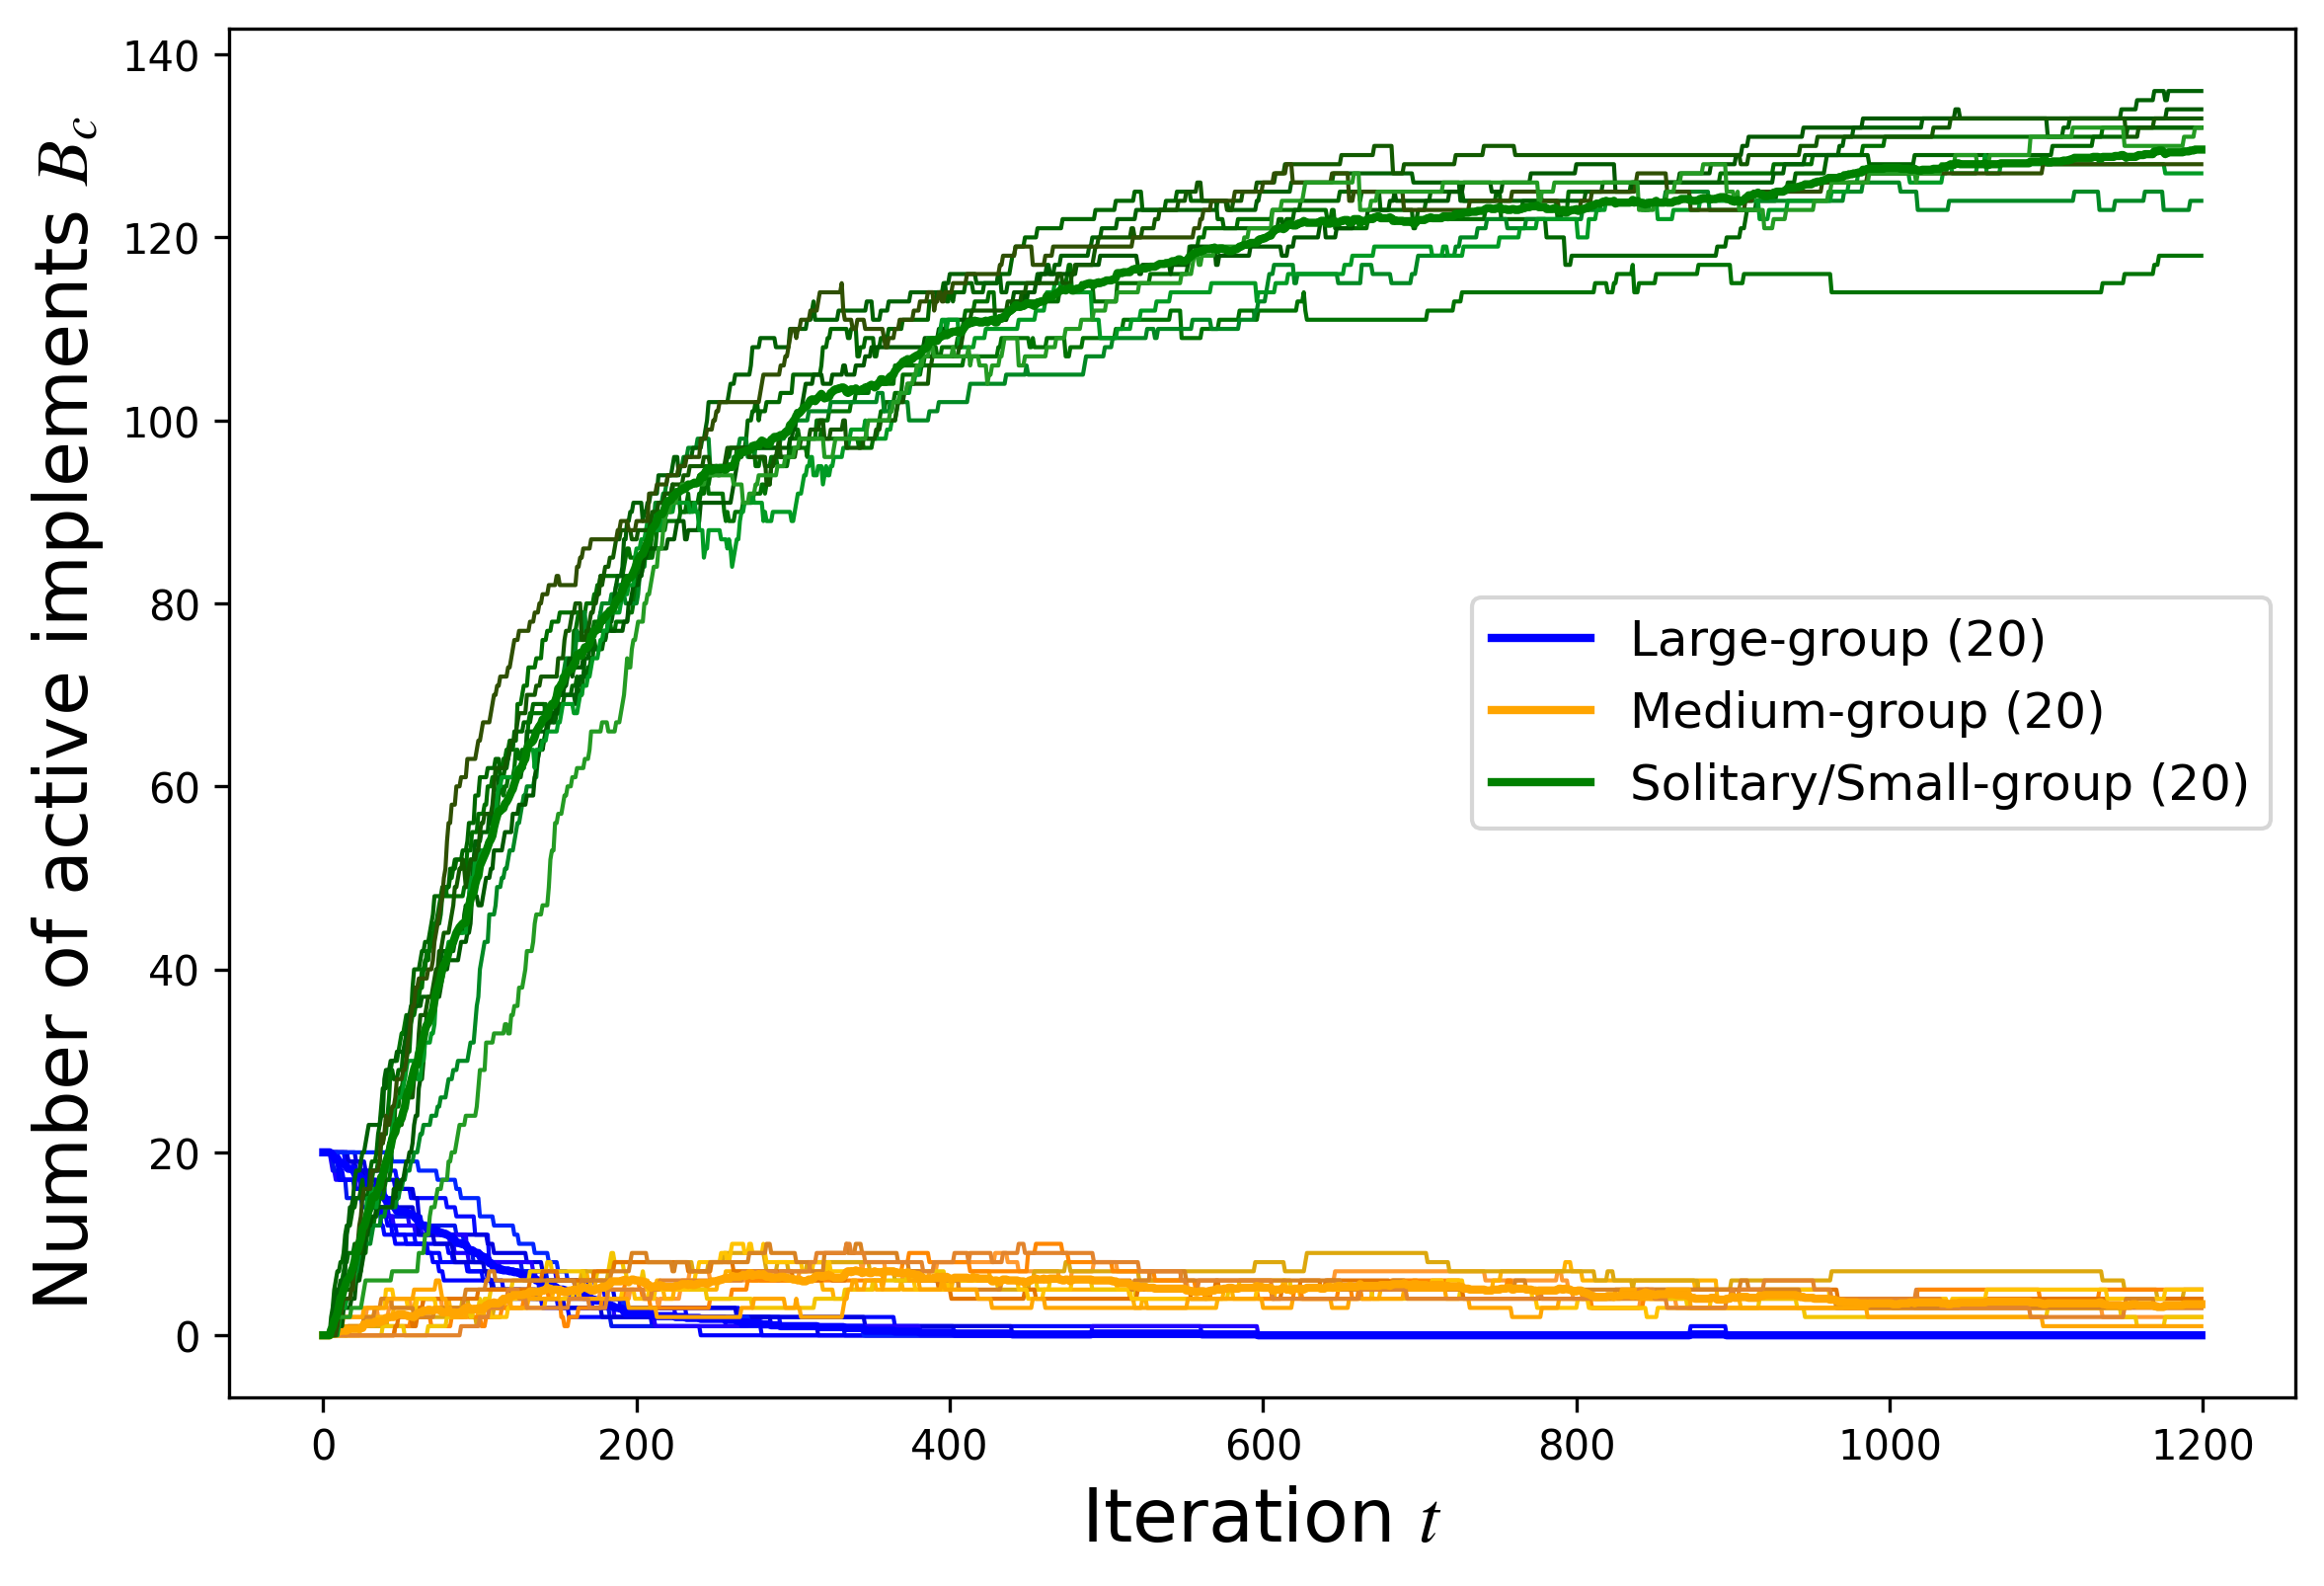 Number of active implements B_c
140
120
100
80
60
40
20
0
Large-group (20)
Medium-group (20)
Solitary/Small-group (20)
0 200 400 600 800 1000 1200
Iteration t